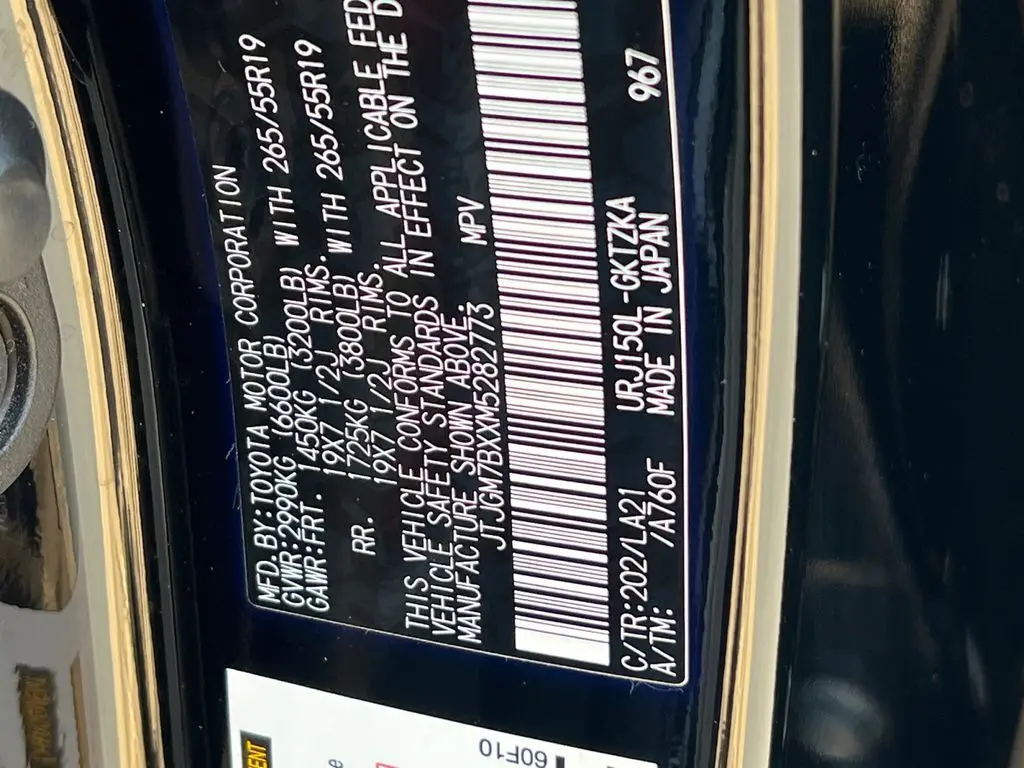 MFD.BY:TOYOTA MOTOR CORPORATION
GVWR:2990KG (6600LB)
GAWR:FRT. 1450KG (3200LB) WITH 265/55R19
19X7 1/2J RIMS.
RR. 1725KG (3800LB) WITH 265/55R19
19X7 1/2J RIMS.
THIS VEHICLE CONFORMS TO ALL APPLICABLE FED
VEHICLE SAFETY STANDARDS IN EFFECT ON THE D
MANUFACTURE SHOWN ABOVE.
JTJGM7BXXM5282773 MPV
C/TR:202/LA21 URJ150L-GKTZKA 967
A/TM: /A760F MADE IN JAPAN
60F10
ENT
e